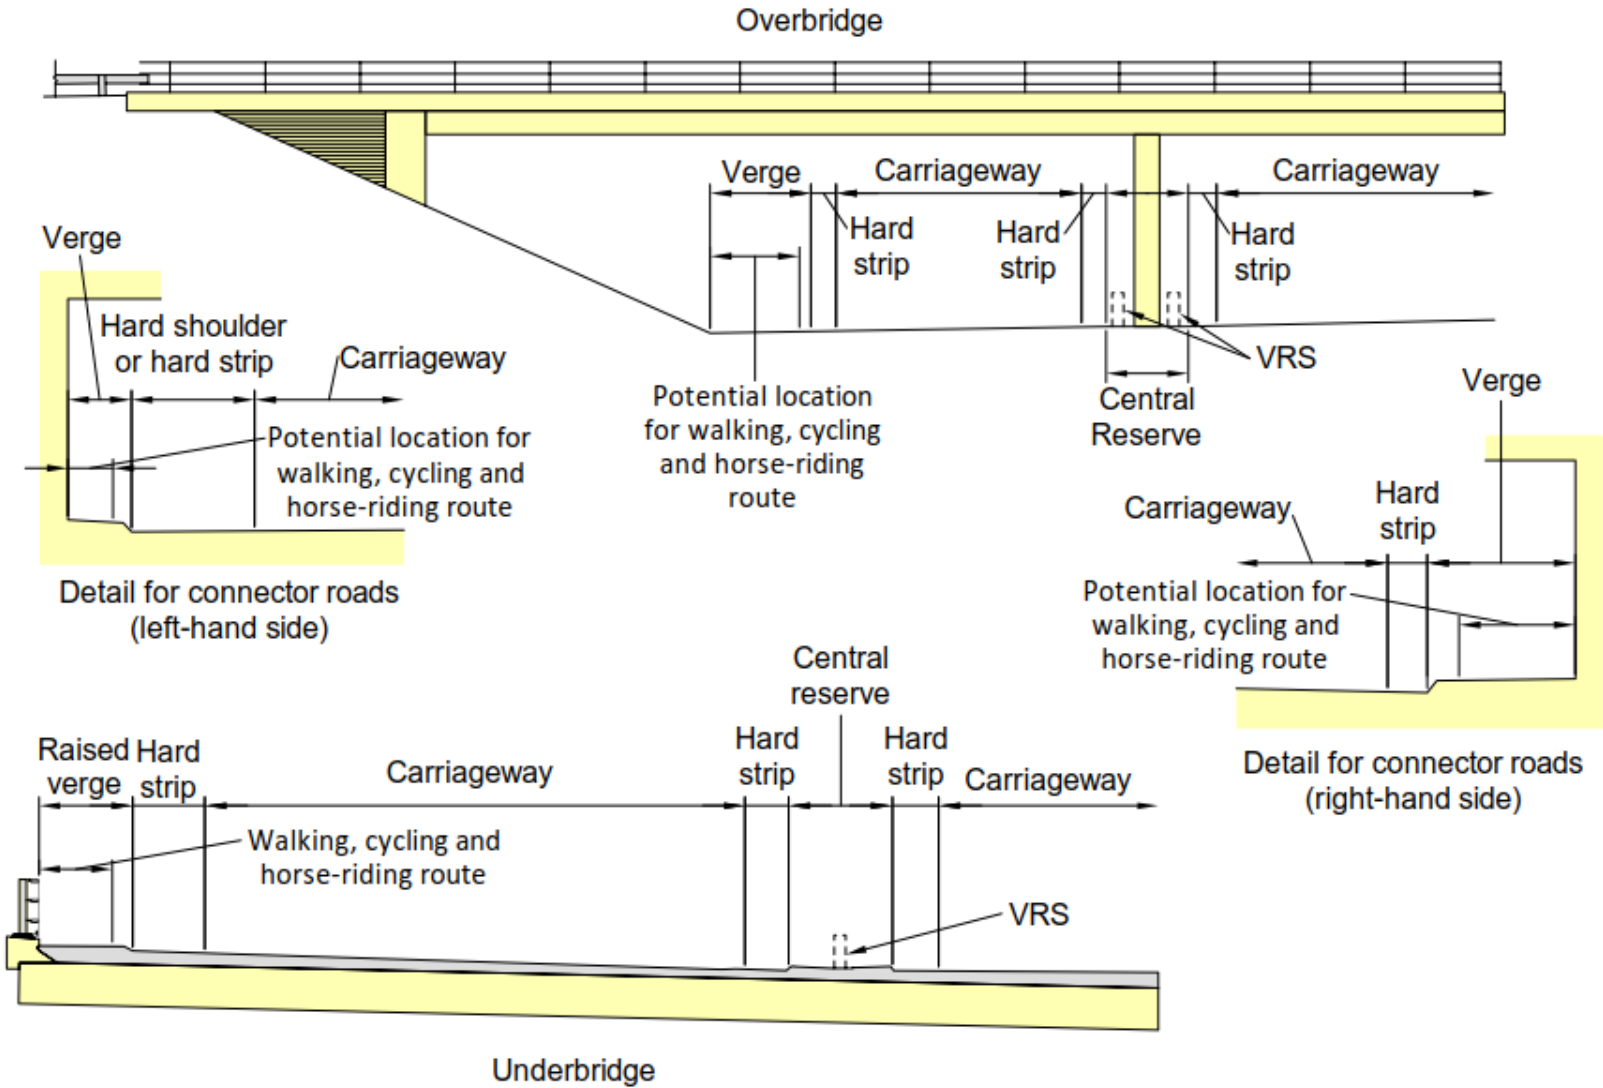 Overbridge
Verge
Carriageway
Carriageway
Hard
strip
Hard
strip
Hard
strip
VRS
Central
Reserve
Potential location
for walking, cycling
and horse-riding
route
Verge
Hard shoulder
or hard strip
Carriageway
Potential location for
walking, cycling and
horse-riding route
Detail for connector roads
(left-hand side)
Verge
Hard
strip
Carriageway
Potential location for
walking, cycling and
horse-riding route
Detail for connector roads
(right-hand side)
Central
reserve
Raised
verge
Hard
strip
Carriageway
Hard
strip
Hard
strip
Carriageway
Walking, cycling and
horse-riding route
VRS
Underbridge